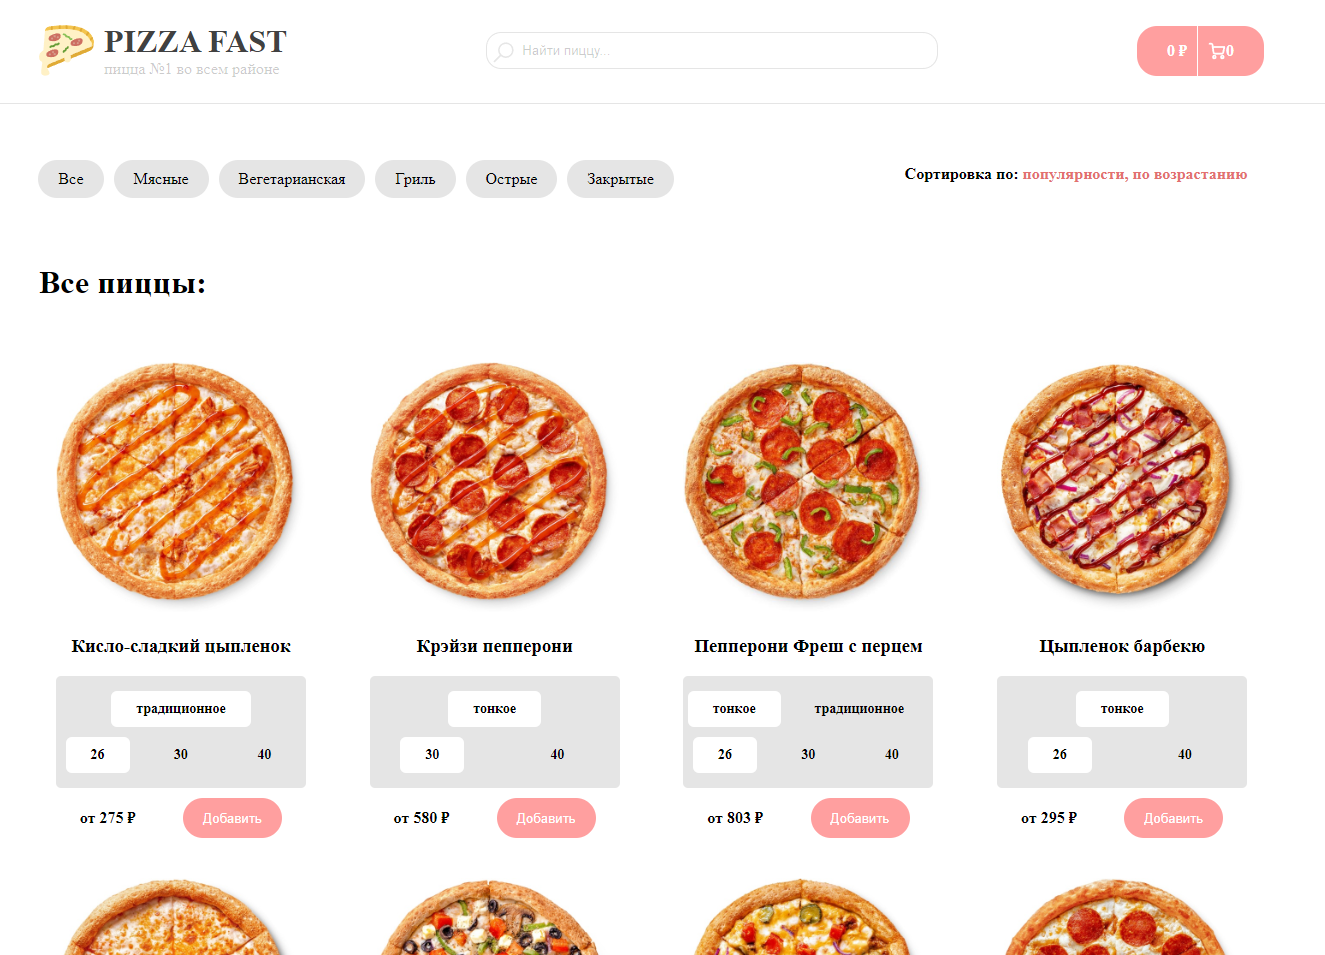 PIZZA FAST
пицца №1 во всем районе
Найти пиццу...
0 ₽ 0
Все Мясные Вегетарианская Гриль Острые Закрытые
Сортировка по: популярности, по возрастанию
Все пиццы:
Кисло-сладкий цыпленок
традиционное
26 30 40
от 275 ₽ Добавить
Крэйзи пепперони
тонкое
30 40
от 580 ₽ Добавить
Пепперони Фреш с перцем
тонкое традиционное
26 30 40
от 803 ₽ Добавить
Цыпленок барбекю
тонкое
26 40
от 295 ₽ Добавить